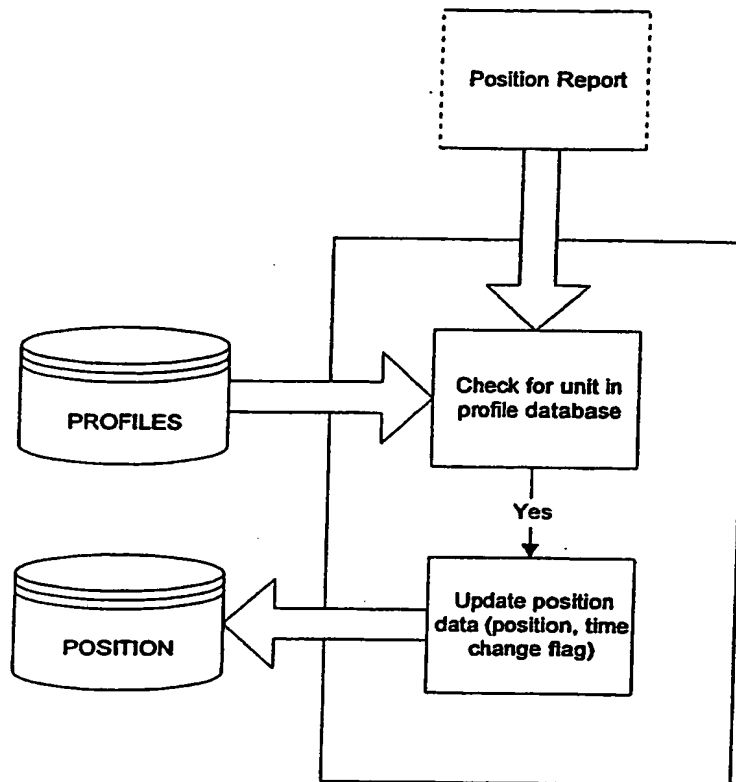 Position Report
Check for unit in
profile database
PROFILES
Yes
Update position
data (position, time
change flag)
POSITION